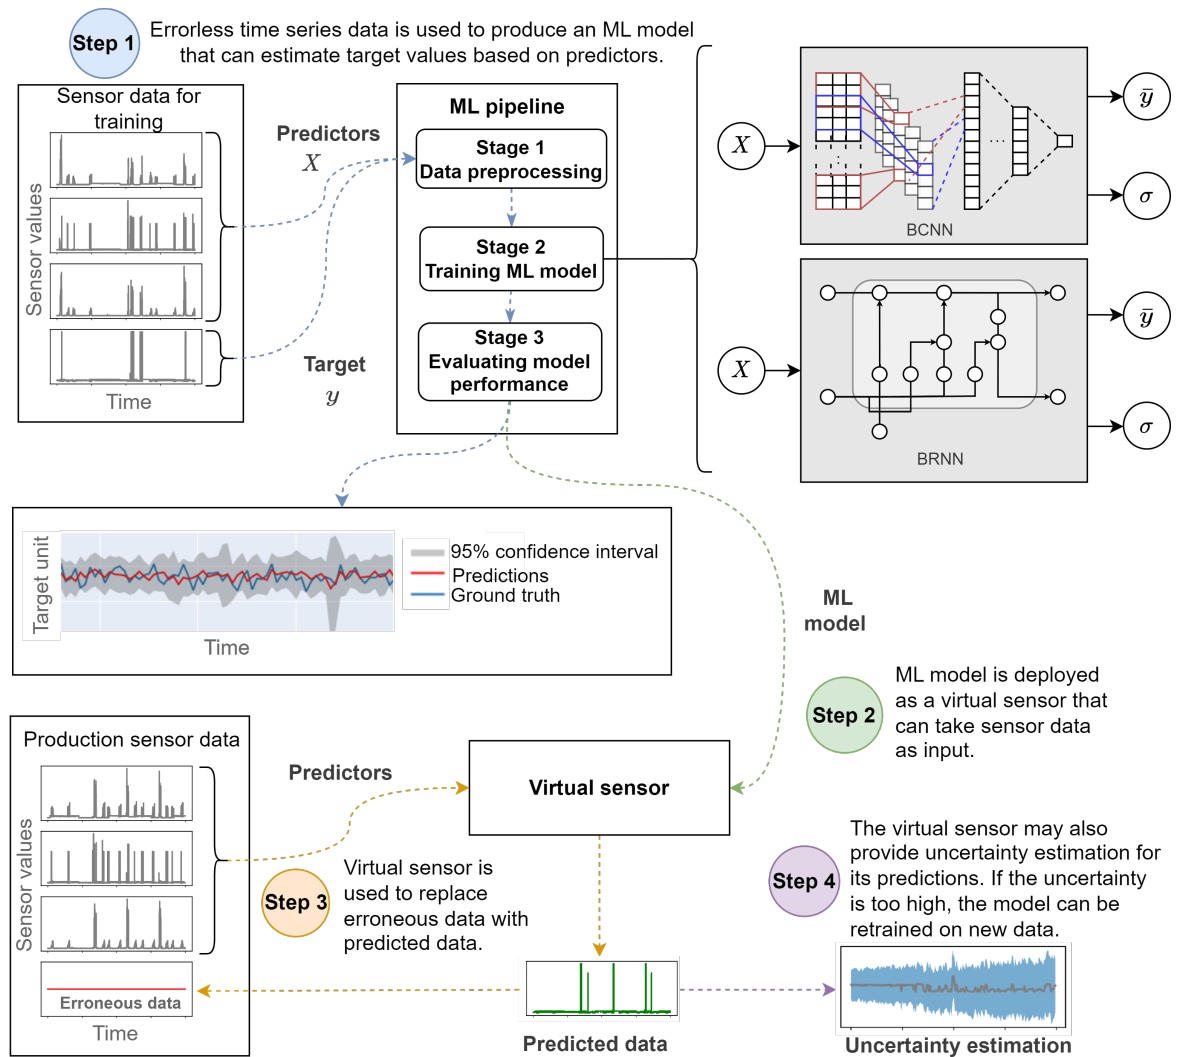 Step 1
Errorless time series data is used to produce an ML model
that can estimate target values based on predictors.
Sensor data for
training
Sensor values
Time
Predictors
X
Target
y
ML pipeline
Stage 1
Data preprocessing
Stage 2
Training ML model
Stage 3
Evaluating model
performance
X
BCNN
ȳ
σ
X
BRNN
ȳ
σ
Target unit
Time
95% confidence interval
Predictions
Ground truth
ML
model
Step 2
ML model is deployed
as a virtual sensor that
can take sensor data
as input.
Production sensor data
Sensor values
Erroneous data
Time
Predictors
Virtual sensor
Step 3
Virtual sensor is
used to replace
erroneous data with
predicted data.
Step 4
The virtual sensor may also
provide uncertainty estimation for
its predictions. If the uncertainty
is too high, the model can be
retrained on new data.
Predicted data
Uncertainty estimation